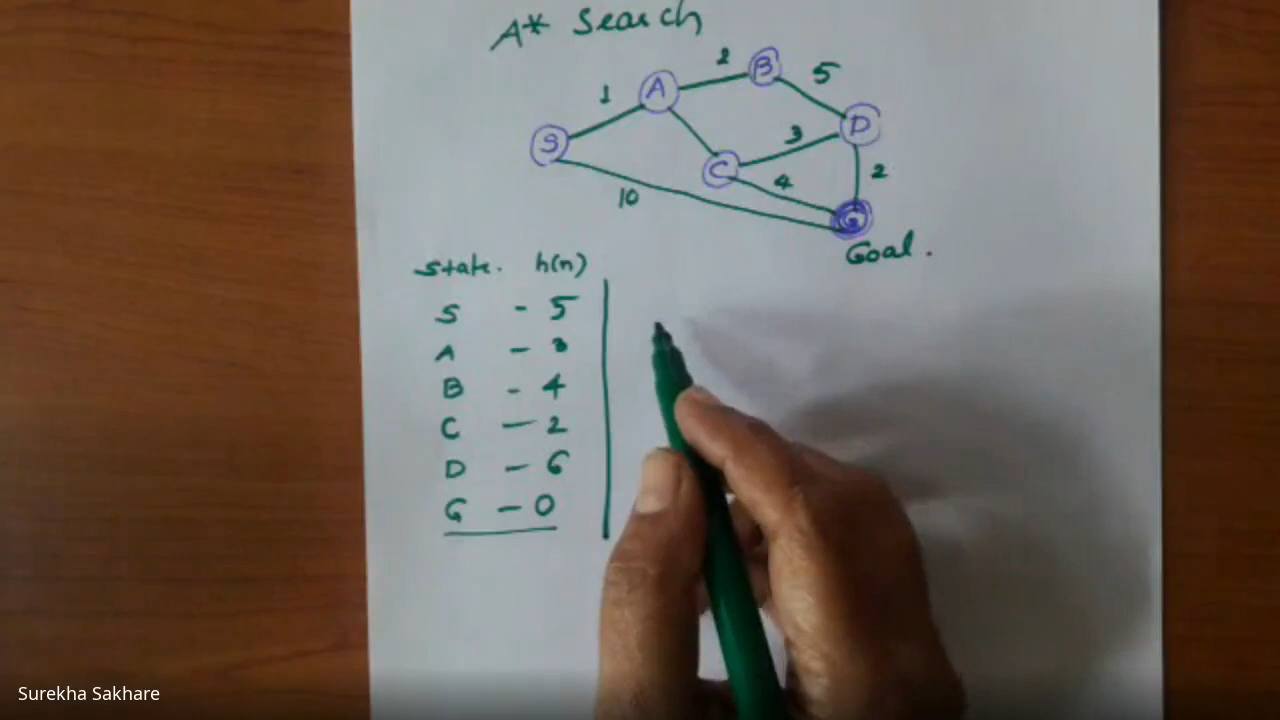 A* Search
1
2
5
3
4
2
10
S
A
B
C
D
G
Goal.
State. h(n)
S - 5
A - 3
B - 4
C - 2
D - 6
G - 0
Surekha Sakhare